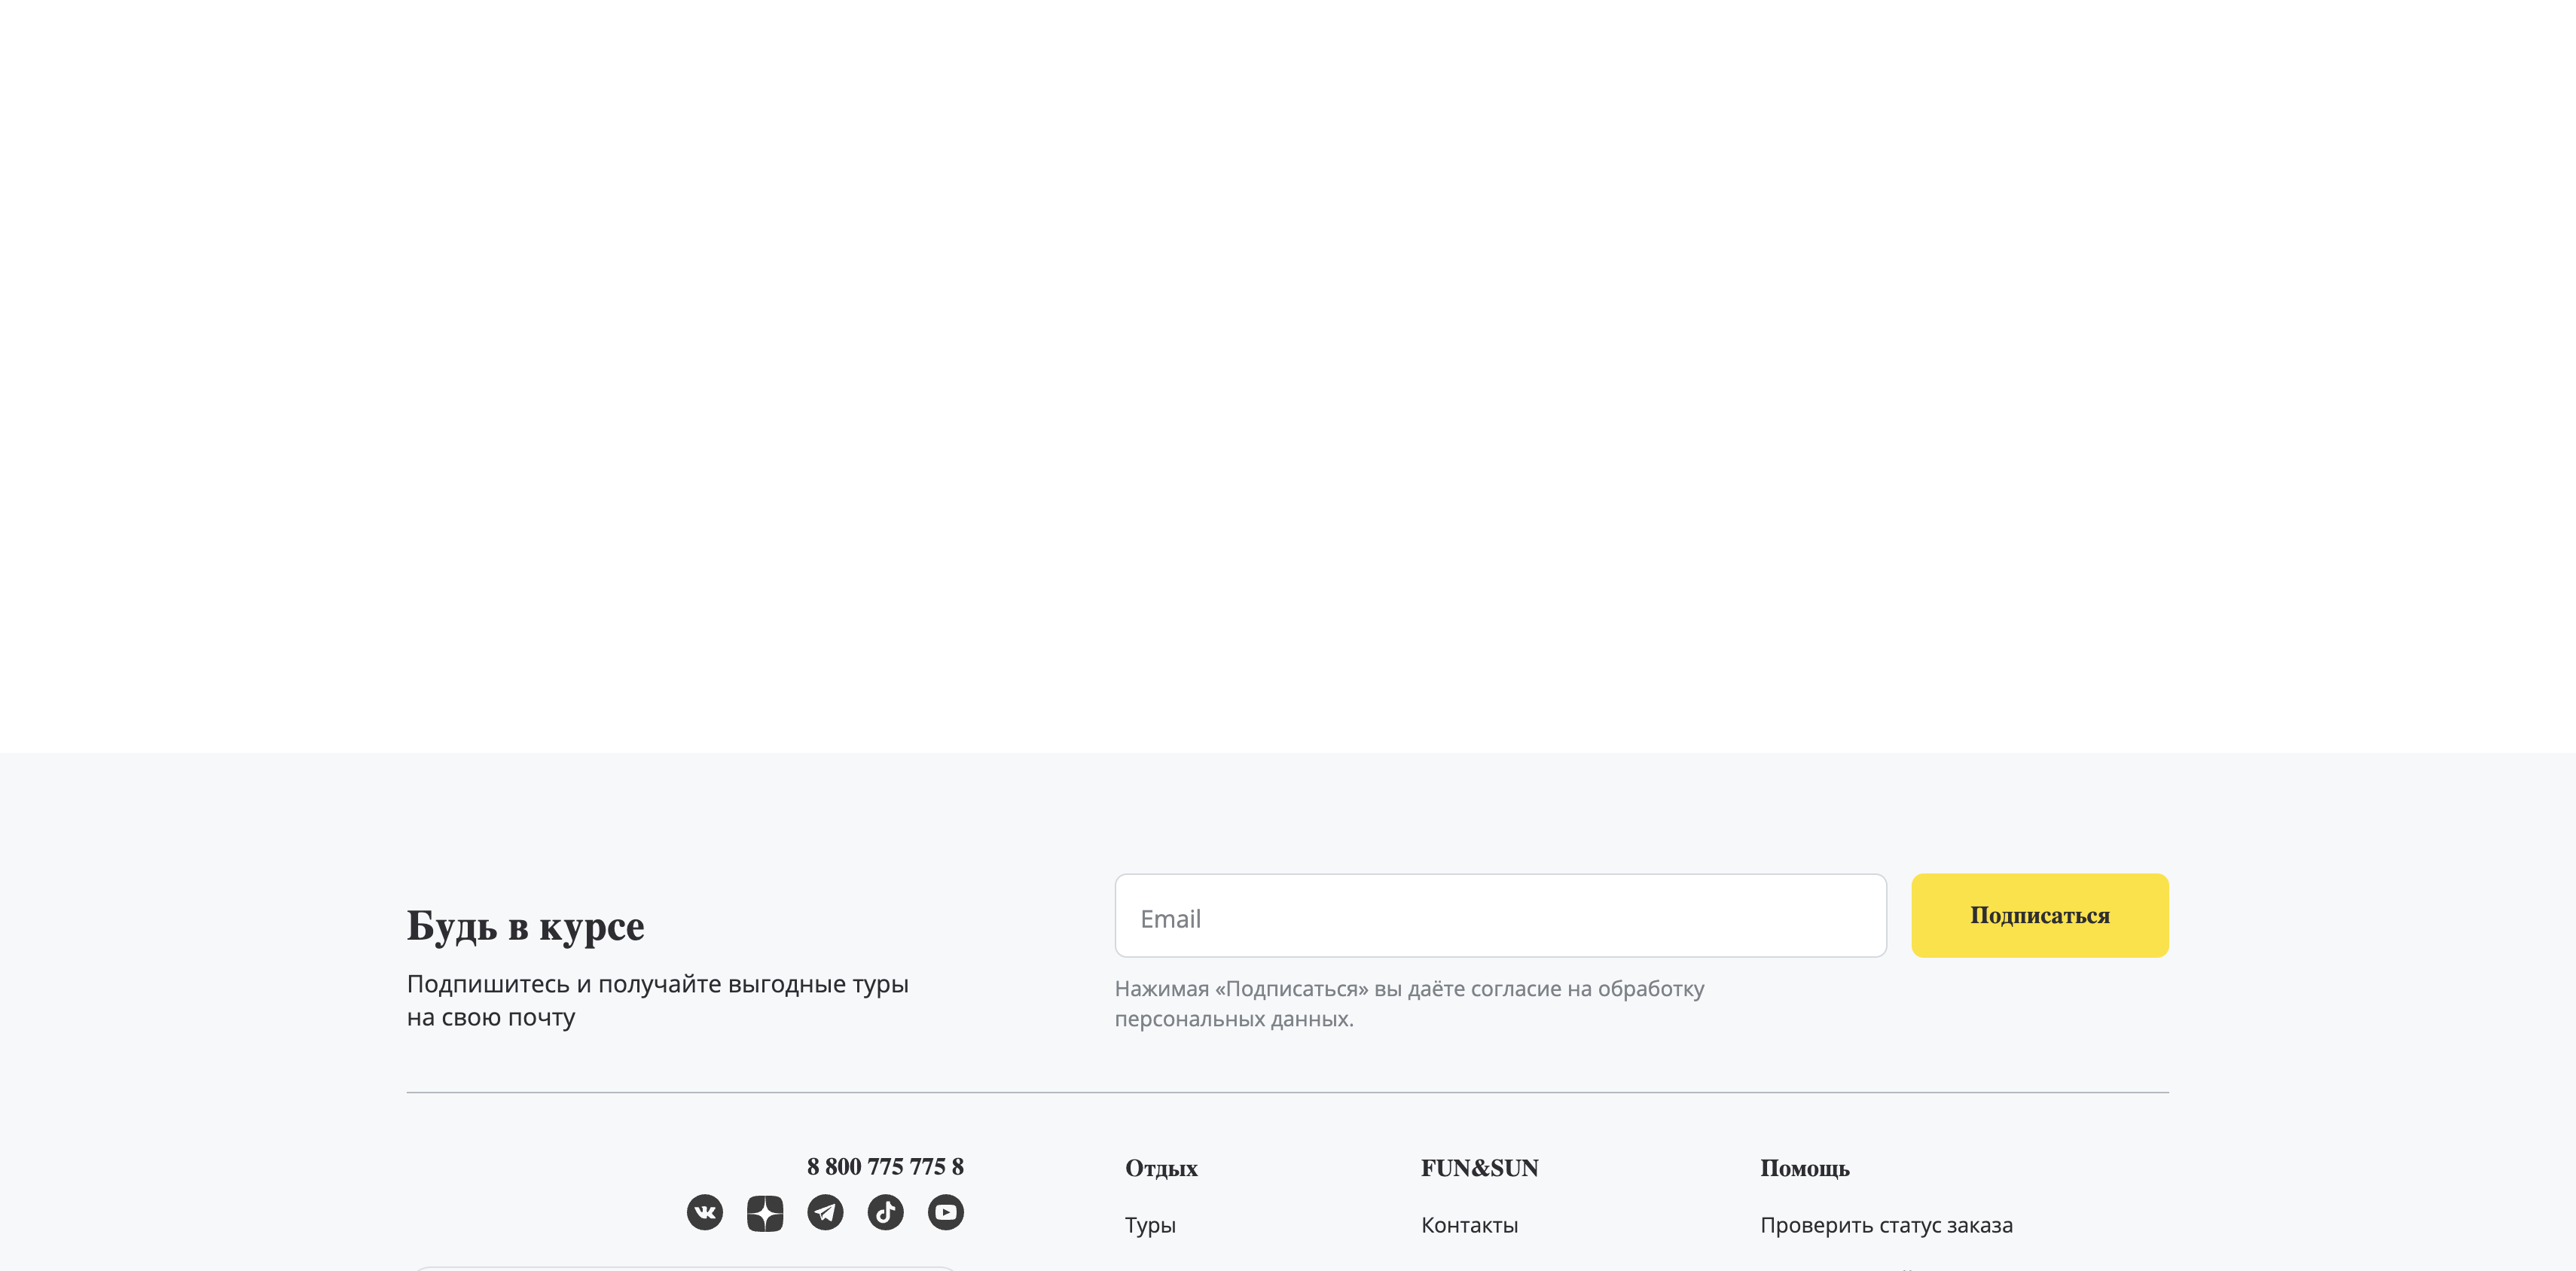 Будь в курсе
Подпишитесь и получайте выгодные туры
на свою почту
Email
Подписаться
Нажимая «Подписаться» вы даёте согласие на обработку
персональных данных.
8 800 775 775 8
Отдых
Туры
FUN&SUN
Контакты
Помощь
Проверить статус заказа